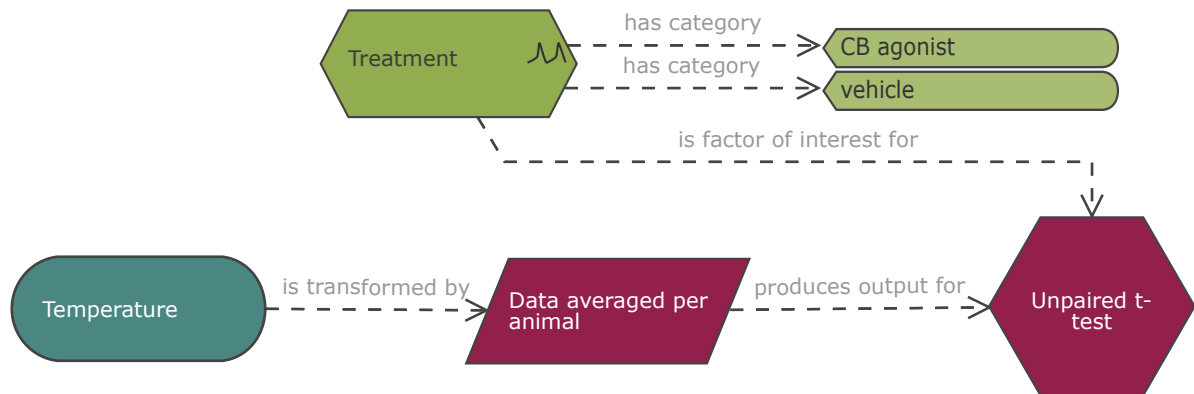 has category
Treatment
CB agonist
has category
vehicle
is factor of interest for
Temperature
is transformed by
Data averaged per
animal
produces output for
Unpaired t-
test